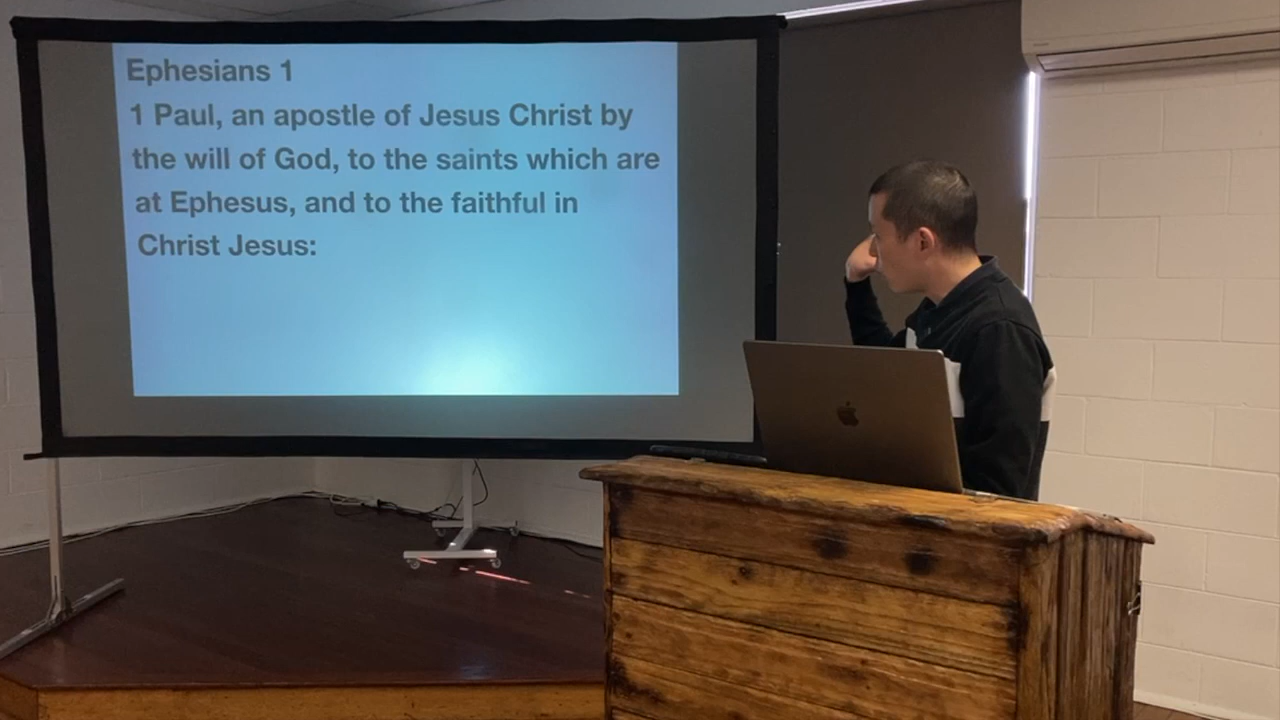 Ephesians 1
1 Paul, an apostle of Jesus Christ by
the will of God, to the saints which are
at Ephesus, and to the faithful in
Christ Jesus: